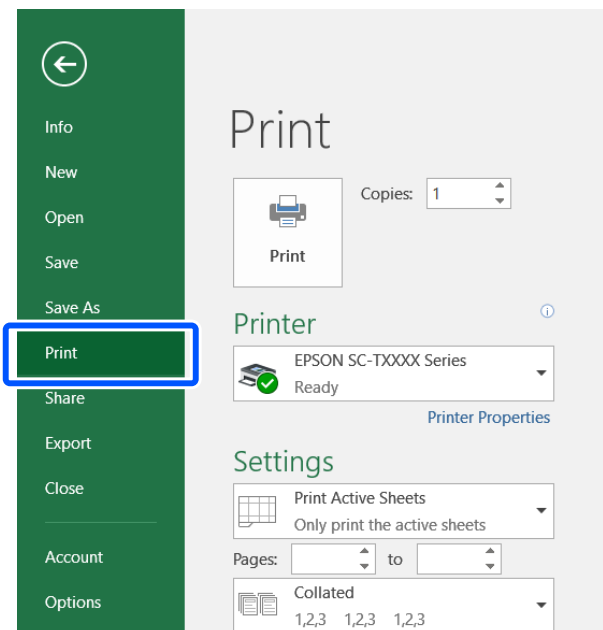 Info
New
Open
Save
Save As
Print
Share
Export
Close
Account
Options
Print
Print
Copies: 1
Printer
EPSON SC-TXXXX Series
Ready
Printer Properties
Settings
Print Active Sheets
Only print the active sheets
Pages: to
Collated
1,2,3 1,2,3 1,2,3